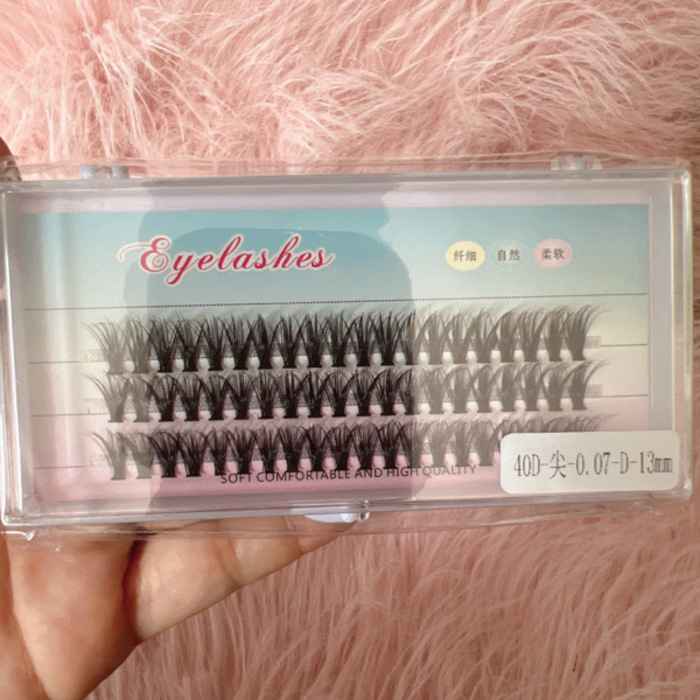 Eyelashes
纤细 自然 柔软
SOFT COMFORTABLE AND HIGH QUALITY
40D-尖-0.07-D-13mm